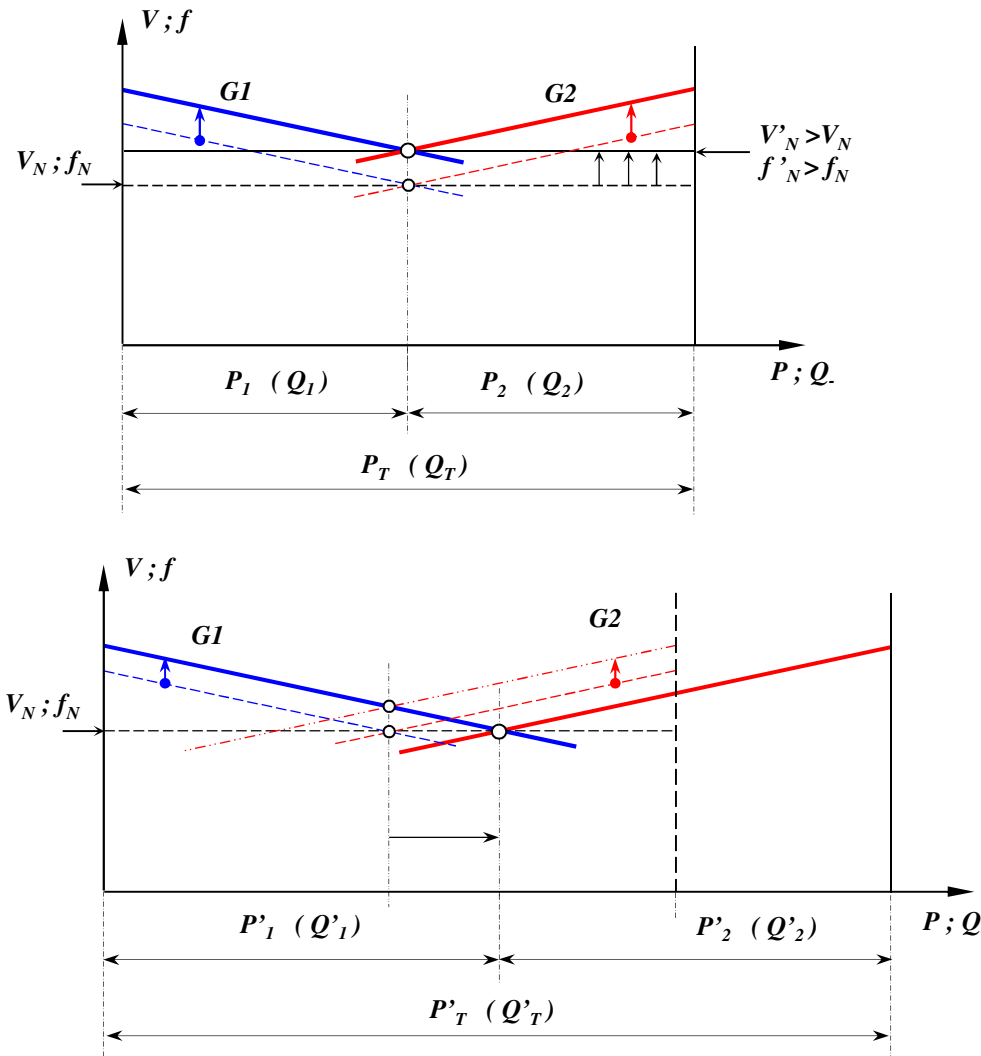 V ; f
G1
G2
V'N > VN
VN ; fN
f 'N > fN
P1 (Q1)
P2 (Q2)
P ; Q-
PT (QT)
V ; f
G1
G2
VN ; fN
P'1 (Q'1)
P'2 (Q'2)
P ; Q
P'T (Q'T)